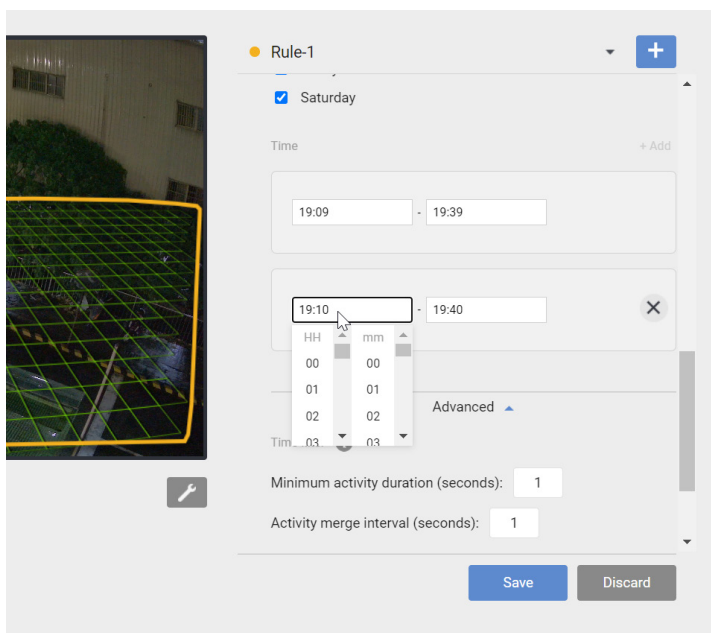 Rule-1
+
Saturday
Time + Add
19:09 - 19:39
19:10 - 19:40
HH mm
00 00
01 01
02 02
03 03
Advanced
Minimum activity duration (seconds): 1
Activity merge interval (seconds): 1
Save Discard